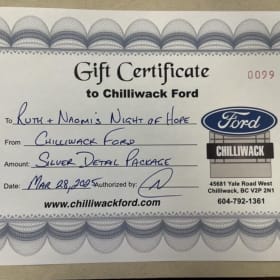 Gift Certificate
0099
to Chilliwack Ford
To RUTH + NAOMI'S NIGHT OF HOPE
From CHILLIWACK FORD
Amount: SILVER DETAIL PACKAGE
Date: MAR 28, 2025 Authorized by:
Ford
CHILLIWACK
45681 Yale Road West
Chilliwack, BC V2P 2N1
604-792-1361
www.chilliwackford.com